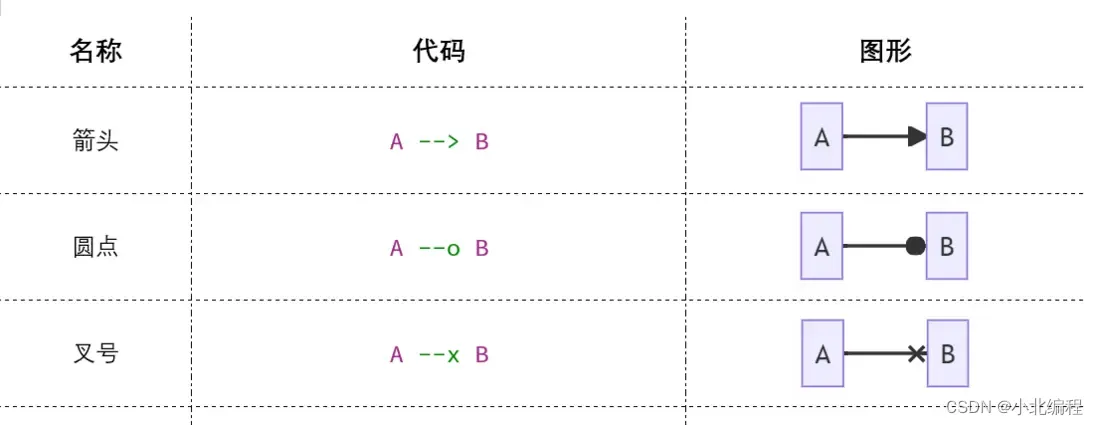 名称 代码 图形
箭头 A --> B A B
圆点 A --o B A B
叉号 A --x B A B
CSDN @小北编程